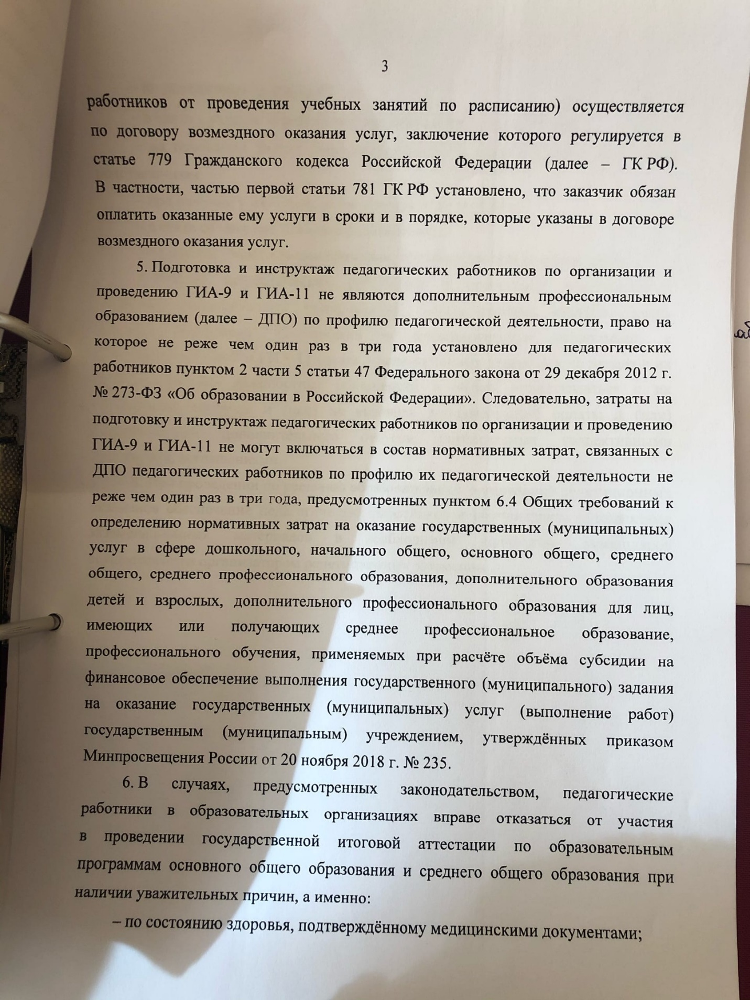 3
работников от проведения учебных занятий по расписанию) осуществляется
по договору возмездного оказания услуг, заключение которого регулируется в
статье 779 Гражданского кодекса Российской Федерации (далее – ГК РФ).
В частности, частью первой статьи 781 ГК РФ установлено, что заказчик обязан
оплатить оказанные ему услуги в сроки и в порядке, которые указаны в договоре
возмездного оказания услуг.
5. Подготовка и инструктаж педагогических работников по организации и
проведению ГИА-9 и ГИА-11 не являются дополнительным профессиональным
образованием (далее – ДПО) по профилю педагогической деятельности, право на
которое не реже чем один раз в три года установлено для педагогических
работников пунктом 2 части 5 статьи 47 Федерального закона от 29 декабря 2012 г.
№ 273-ФЗ «Об образовании в Российской Федерации». Следовательно, затраты на
подготовку и инструктаж педагогических работников по организации и проведению
ГИА-9 и ГИА-11 не могут включаться в состав нормативных затрат, связанных с
ДПО педагогических работников по профилю их педагогической деятельности не
реже чем один раз в три года, предусмотренных пунктом 6.4 Общих требований к
определению нормативных затрат на оказание государственных (муниципальных)
услуг в сфере дошкольного, начального общего, основного общего, среднего
общего, среднего профессионального образования, дополнительного образования
детей и взрослых, дополнительного профессионального образования для лиц,
имеющих или получающих среднее профессиональное образование,
профессионального обучения, применяемых при расчёте объёма субсидии на
финансовое обеспечение выполнения государственного (муниципального) задания
на оказание государственных (муниципальных) услуг (выполнение работ)
государственным (муниципальным) учреждением, утверждённых приказом
Минпросвещения России от 20 ноября 2018 г. № 235.
6. В случаях, предусмотренных законодательством, педагогические
работники в образовательных организациях вправе отказаться от участия
в проведении государственной итоговой аттестации по образовательным
программам основного общего образования и среднего общего образования при
наличии уважительных причин, а именно:
– по состоянию здоровья, подтверждённому медицинскими документами;